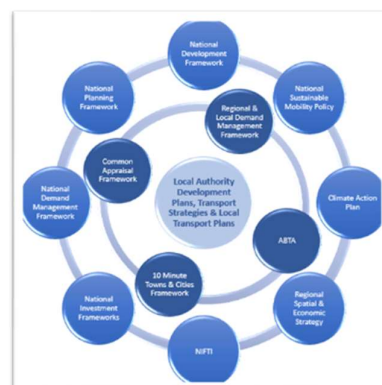 National
Development
Framework
National
Planning
Framework
National
Sustainable
Mobility Policy
Regional &
Local Demand
Management
Framework
Common
Appraisal
Framework
Local Authority
Development
Plans, Transport
Strategies & Local
Transport Plans
National
Demand
Management
Framework
Climate Action
Plan
ABTA
10 Minute
Towns & Cities
Framework
National
Investment
Frameworks
Regional
Spatial &
Economic
Strategy
NIFTI